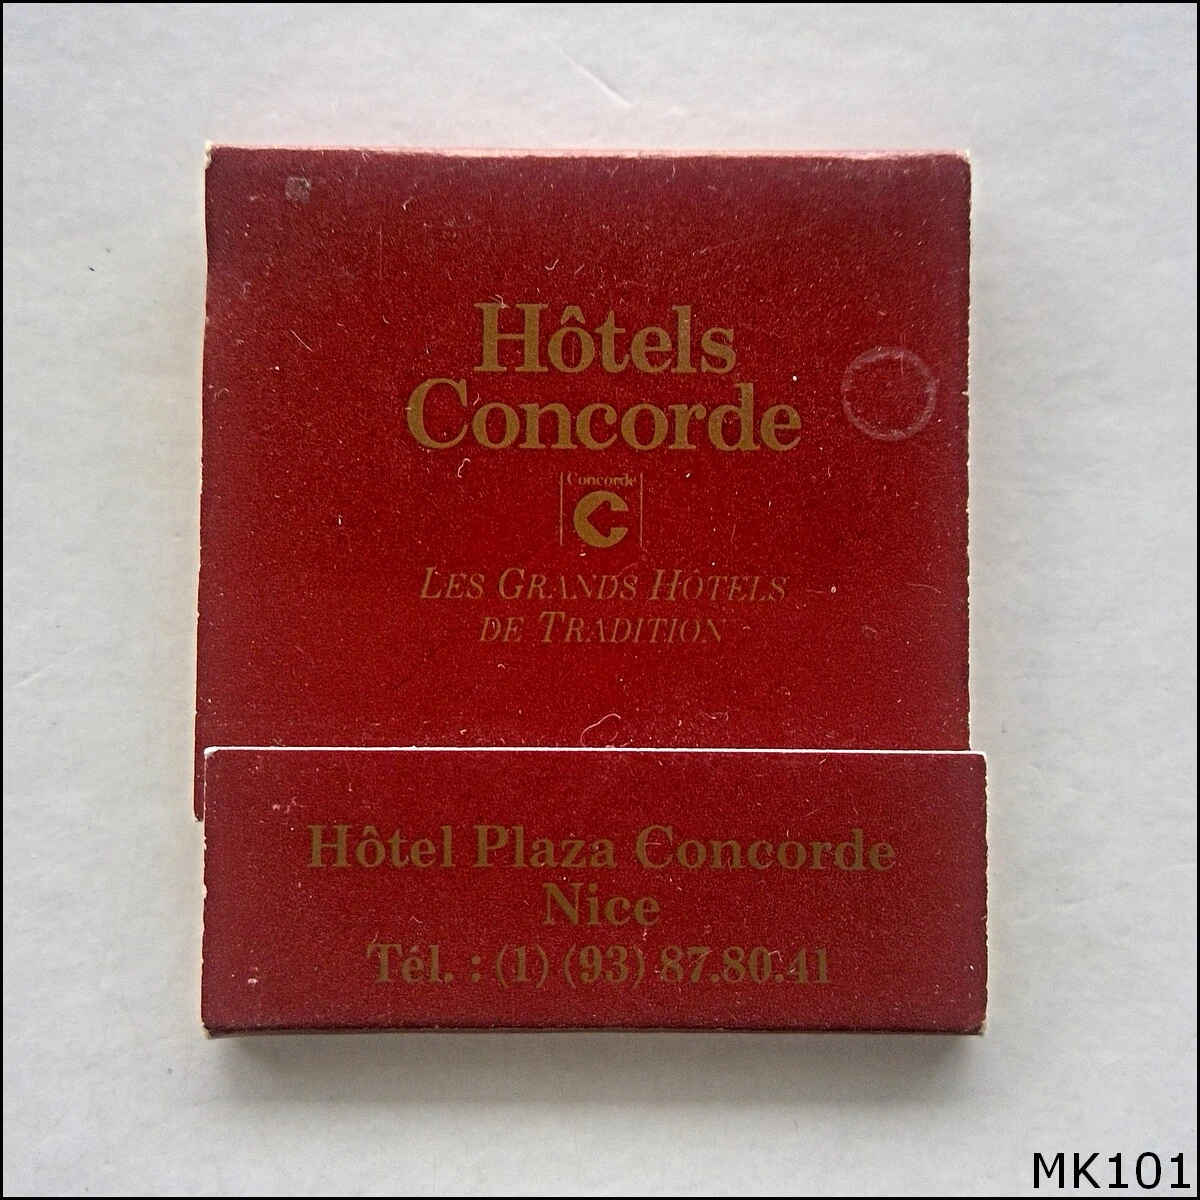 Hôtels
Concorde
Concorde
C
LES GRANDS HÔTELS
DE TRADITION
Hôtel Plaza Concorde
Nice
Tél. : (1) (93) 87.80.41
MK101